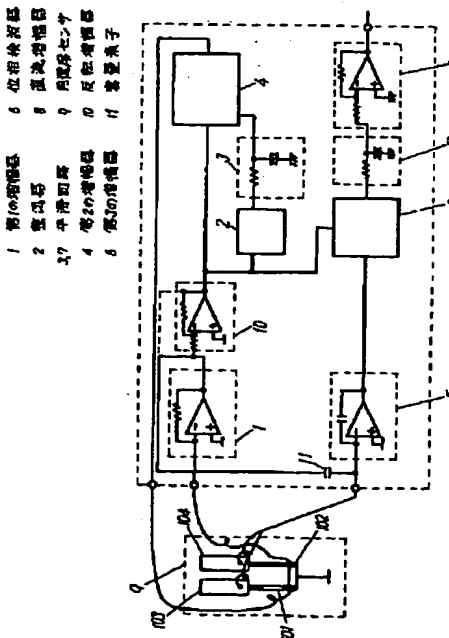 1 第1の増幅器 6 位相検波器
2 整流器 8 直流増幅器
3,7 平滑回路 9 角速度センサ
4 第2の増幅器 10 反転増幅器
5 第3の増幅器 11 容量素子
4
3
2
10
1
11
9
104
103
102
101